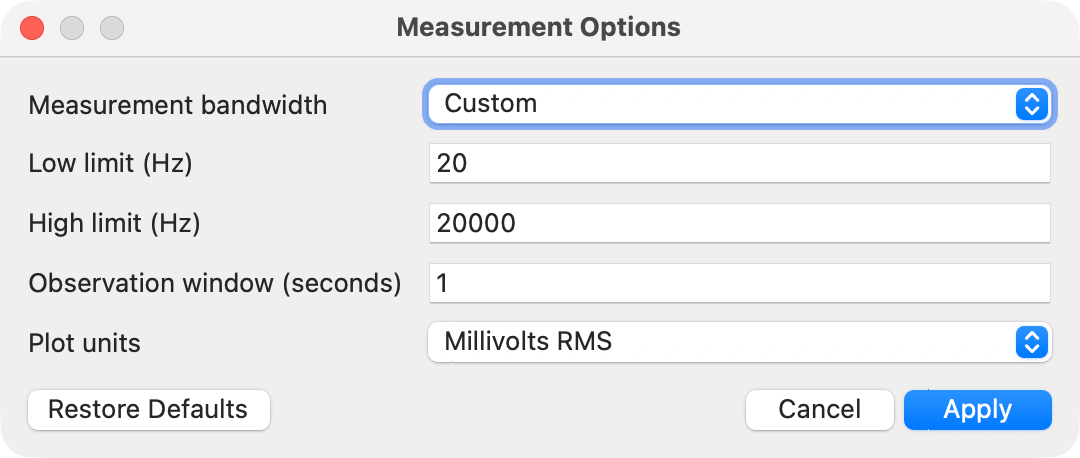 Measurement Options
Measurement bandwidth Custom
Low limit (Hz) 20
High limit (Hz) 20000
Observation window (seconds) 1
Plot units Millivolts RMS
Restore Defaults Cancel Apply